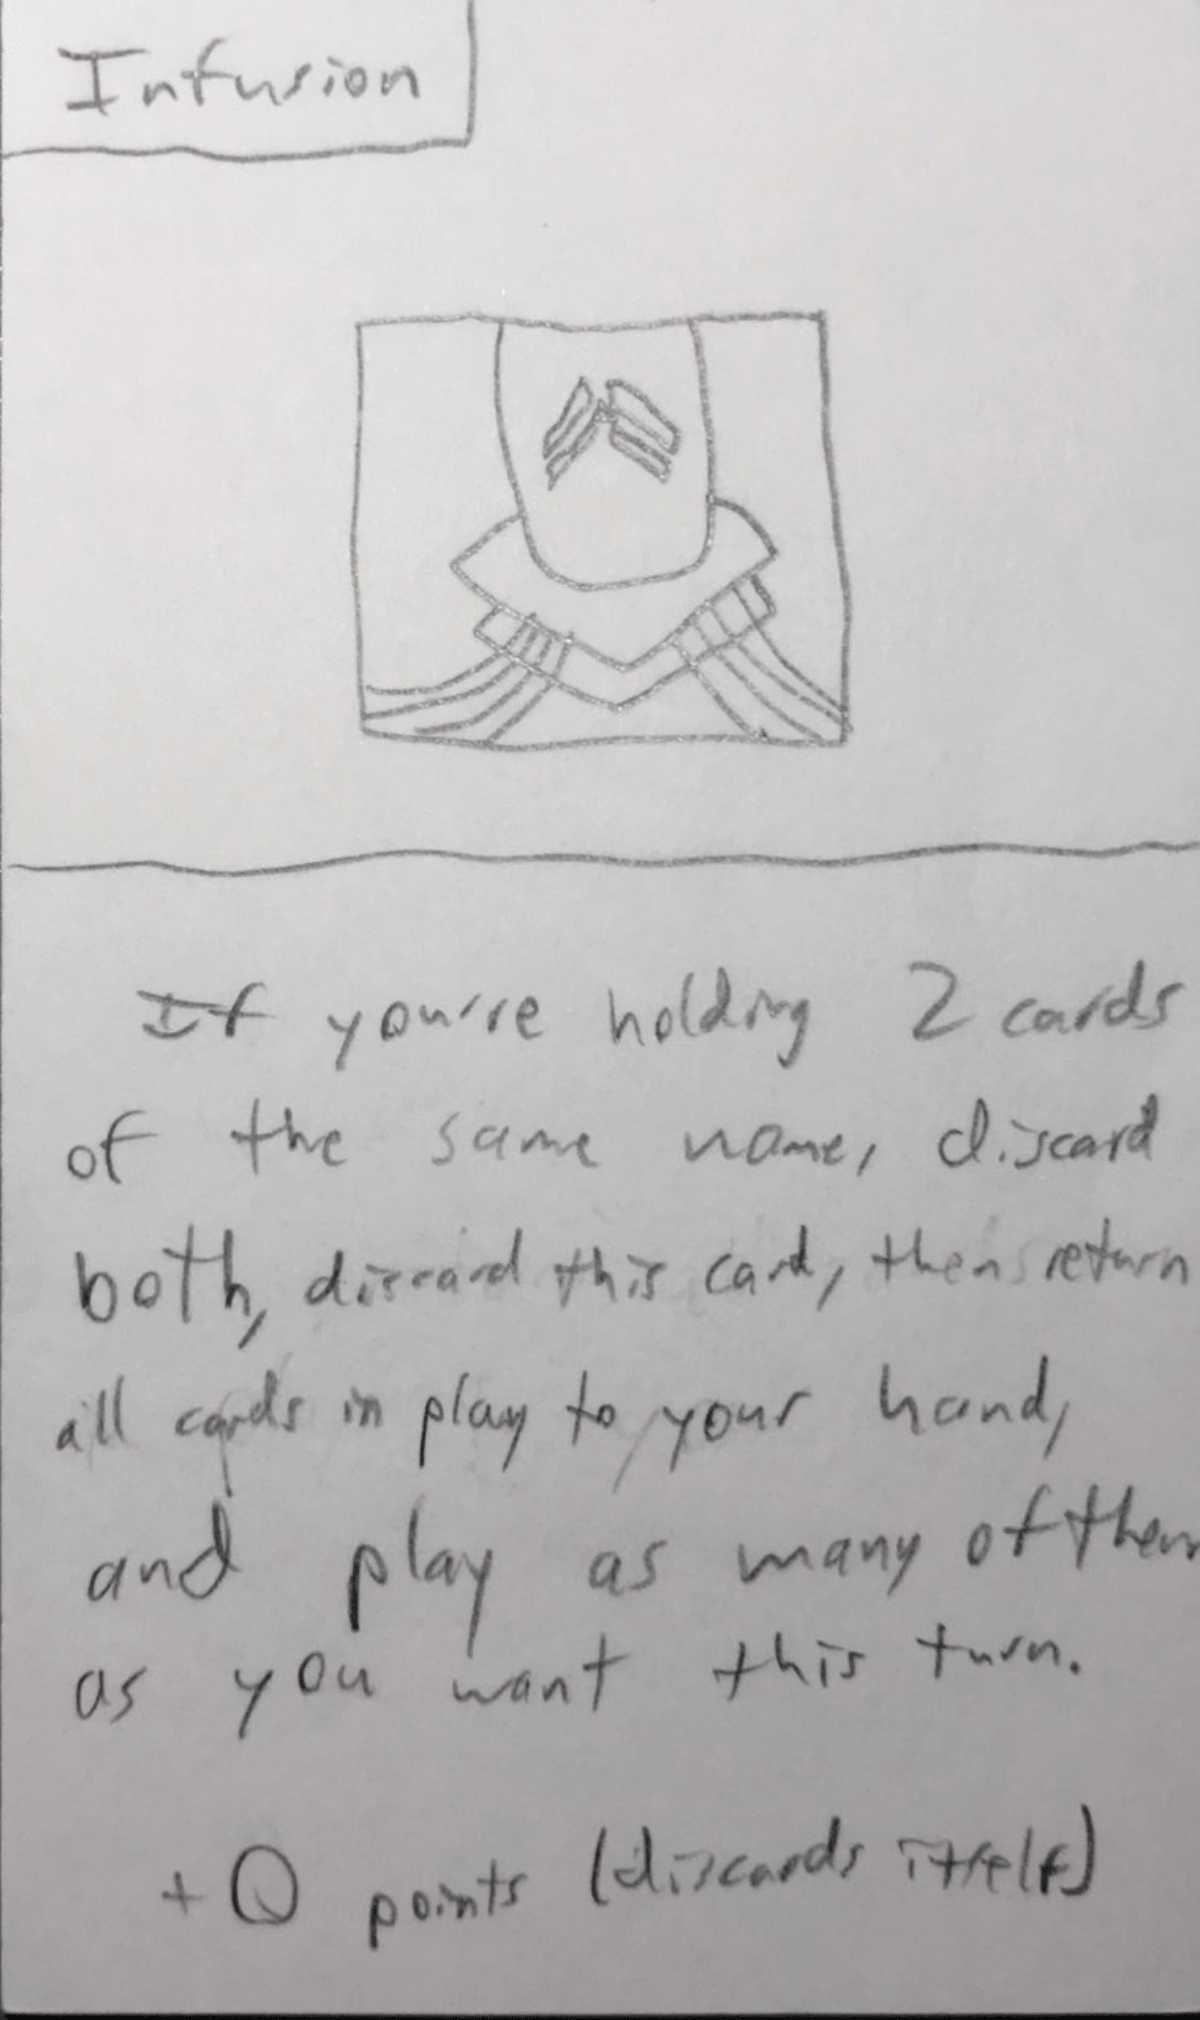 Infusion
If you're holding 2 cards
of the same name, discard
both, discard this card, then return
all cards in play to your hand,
and play as many of them
as you want this turn.
+0 points (discards itself)